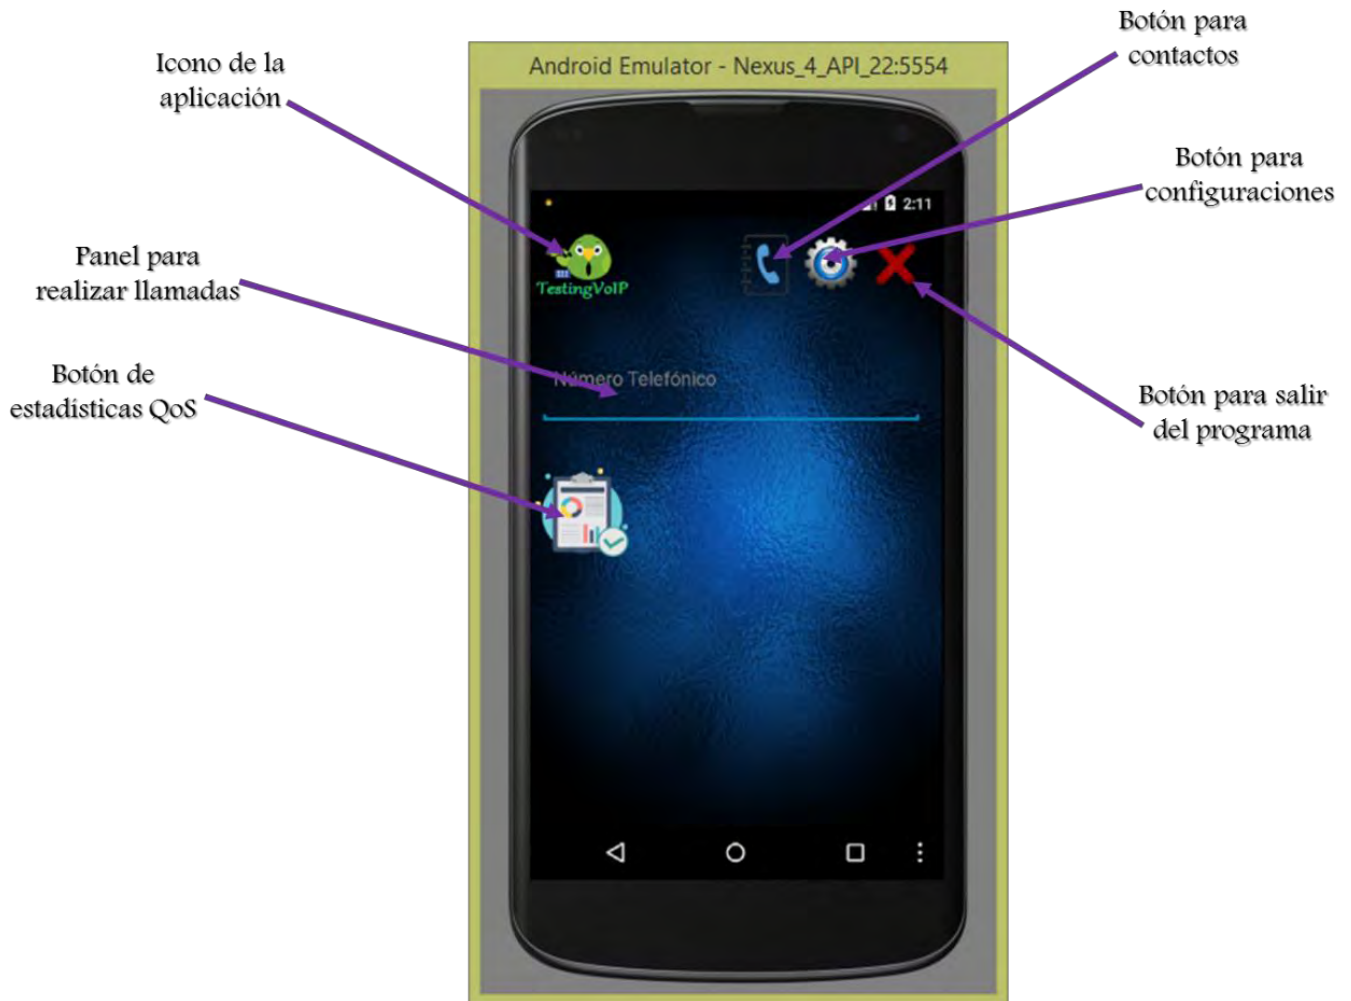 Botón para
contactos
Icono de la
aplicación
Android Emulator - Nexus_4_API_22:5554
Botón para
configuraciones
2:11
Panel para
realizar llamadas
TestingVoIP
Botón de
estadísticas QoS
Número Telefónico
Botón para salir
del programa